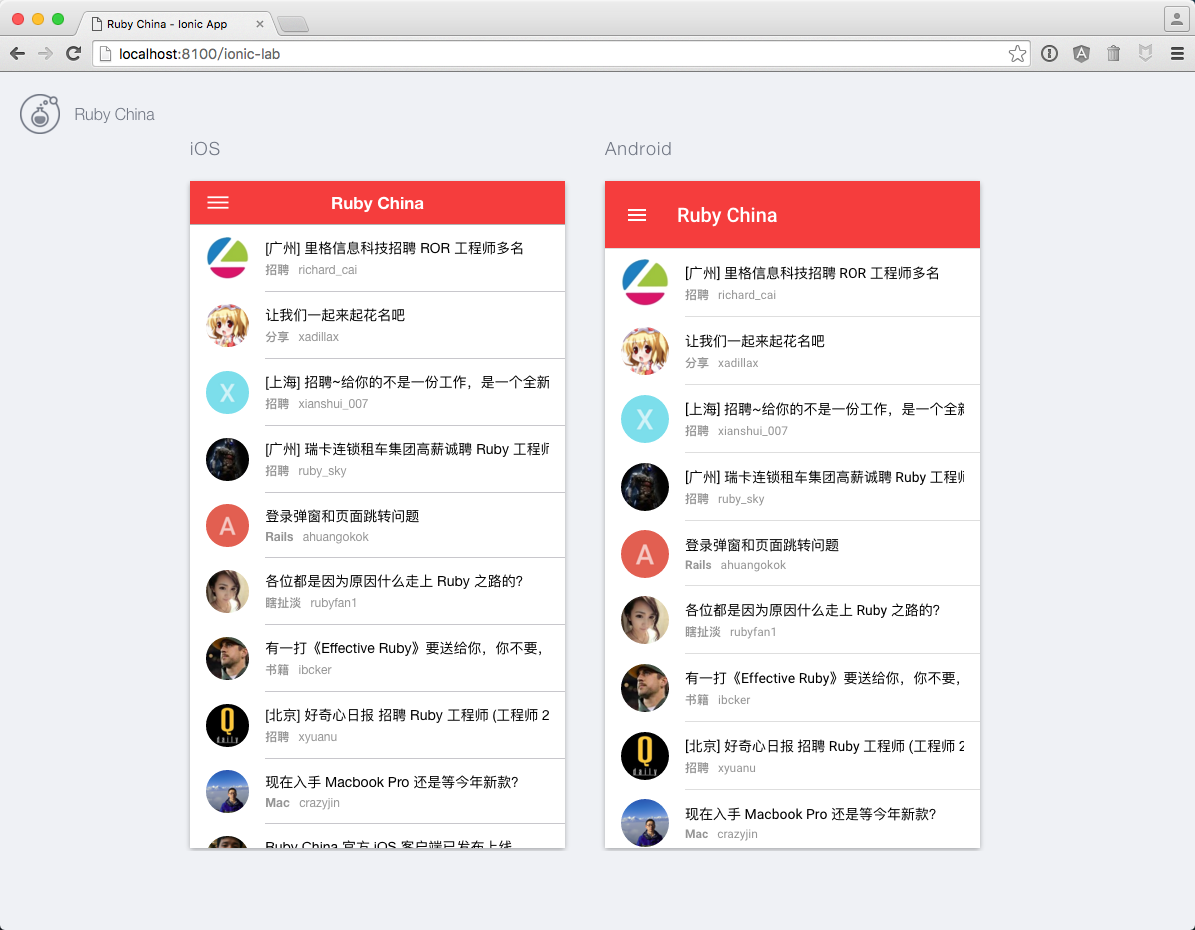 Ruby China - Ionic App
localhost:8100/ionic-lab
Ruby China
iOS
Ruby China
[广州] 里格信息科技招聘 ROR 工程师多名
招聘 richard_cai
让我们一起来起花名吧
分享 xadillax
X
[上海] 招聘~给你的不是一份工作，是一个全新
招聘 xianshui_007
[广州] 瑞卡连锁租车集团高薪诚聘 Ruby 工程师
招聘 ruby_sky
A
登录弹窗和页面跳转问题
Rails ahuangokok
各位都是因为原因什么走上 Ruby 之路的?
瞎扯淡 rubyfan1
有一打《Effective Ruby》要送给你，你不要，
书籍 ibcker
Q
daily
[北京] 好奇心日报 招聘 Ruby 工程师 (工程师 2
招聘 xyuanu
现在入手 Macbook Pro 还是等今年新款?
Mac crazyjin
Ruby China 官方 iOS 客户端已发布上线
Android
Ruby China
[广州] 里格信息科技招聘 ROR 工程师多名
招聘 richard_cai
让我们一起来起花名吧
分享 xadillax
X
[上海] 招聘~给你的不是一份工作，是一个全新
招聘 xianshui_007
[广州] 瑞卡连锁租车集团高薪诚聘 Ruby 工程师
招聘 ruby_sky
A
登录弹窗和页面跳转问题
Rails ahuangokok
各位都是因为原因什么走上 Ruby 之路的?
瞎扯淡 rubyfan1
有一打《Effective Ruby》要送给你，你不要，
书籍 ibcker
Q
daily
[北京] 好奇心日报 招聘 Ruby 工程师 (工程师 2
招聘 xyuanu
现在入手 Macbook Pro 还是等今年新款?
Mac crazyjin